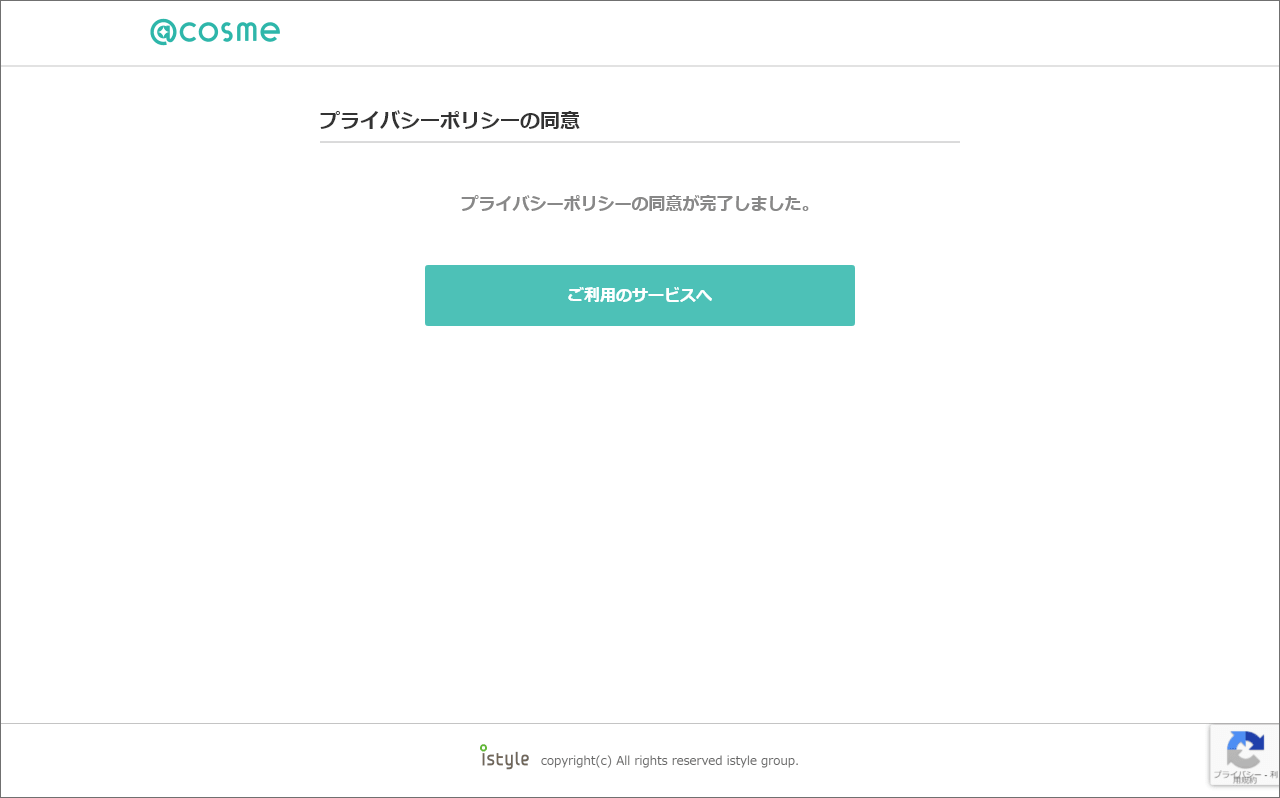 @cosme
プライバシーポリシーの同意
プライバシーポリシーの同意が完了しました。
ご利用のサービスへ
istyle copyright(c) All rights reserved istyle group.
プライバシー - 利
用規約